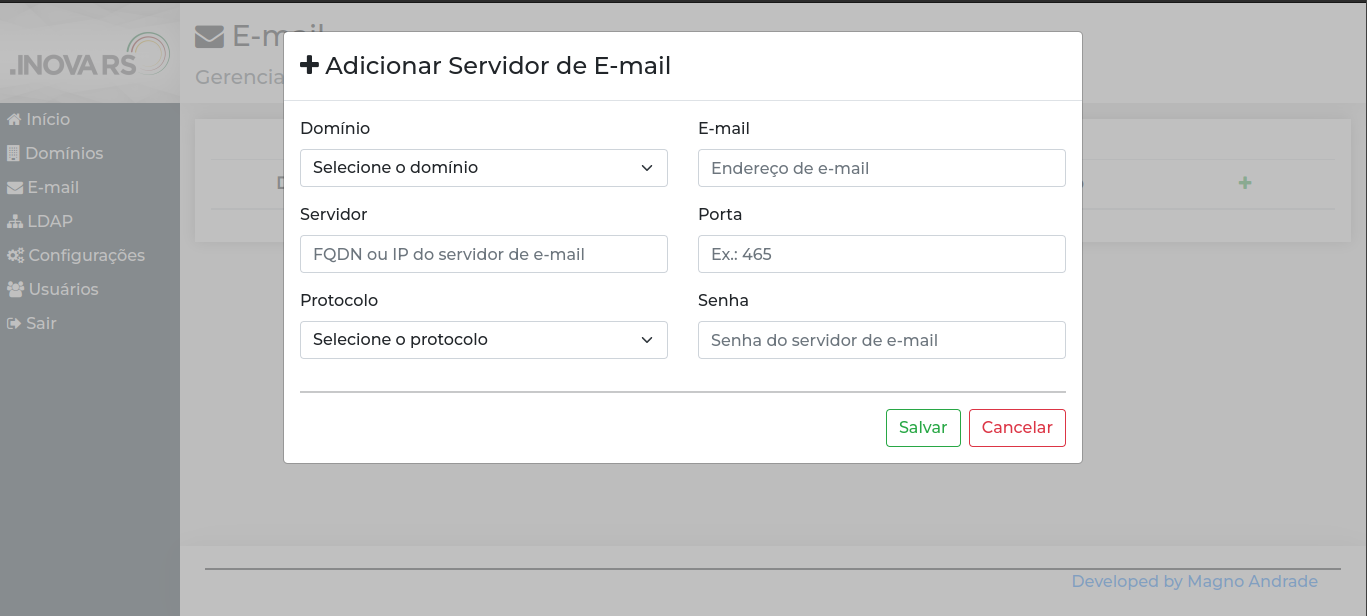 .INOVA RS
E-mail
Gerencia
Início
Domínios
E-mail
LDAP
Configurações
Usuários
Sair
Adicionar Servidor de E-mail
Domínio
E-mail
Selecione o domínio
Endereço de e-mail
Servidor
Porta
FQDN ou IP do servidor de e-mail
Ex.: 465
Protocolo
Senha
Selecione o protocolo
Senha do servidor de e-mail
Salvar
Cancelar
Developed by Magno Andrade